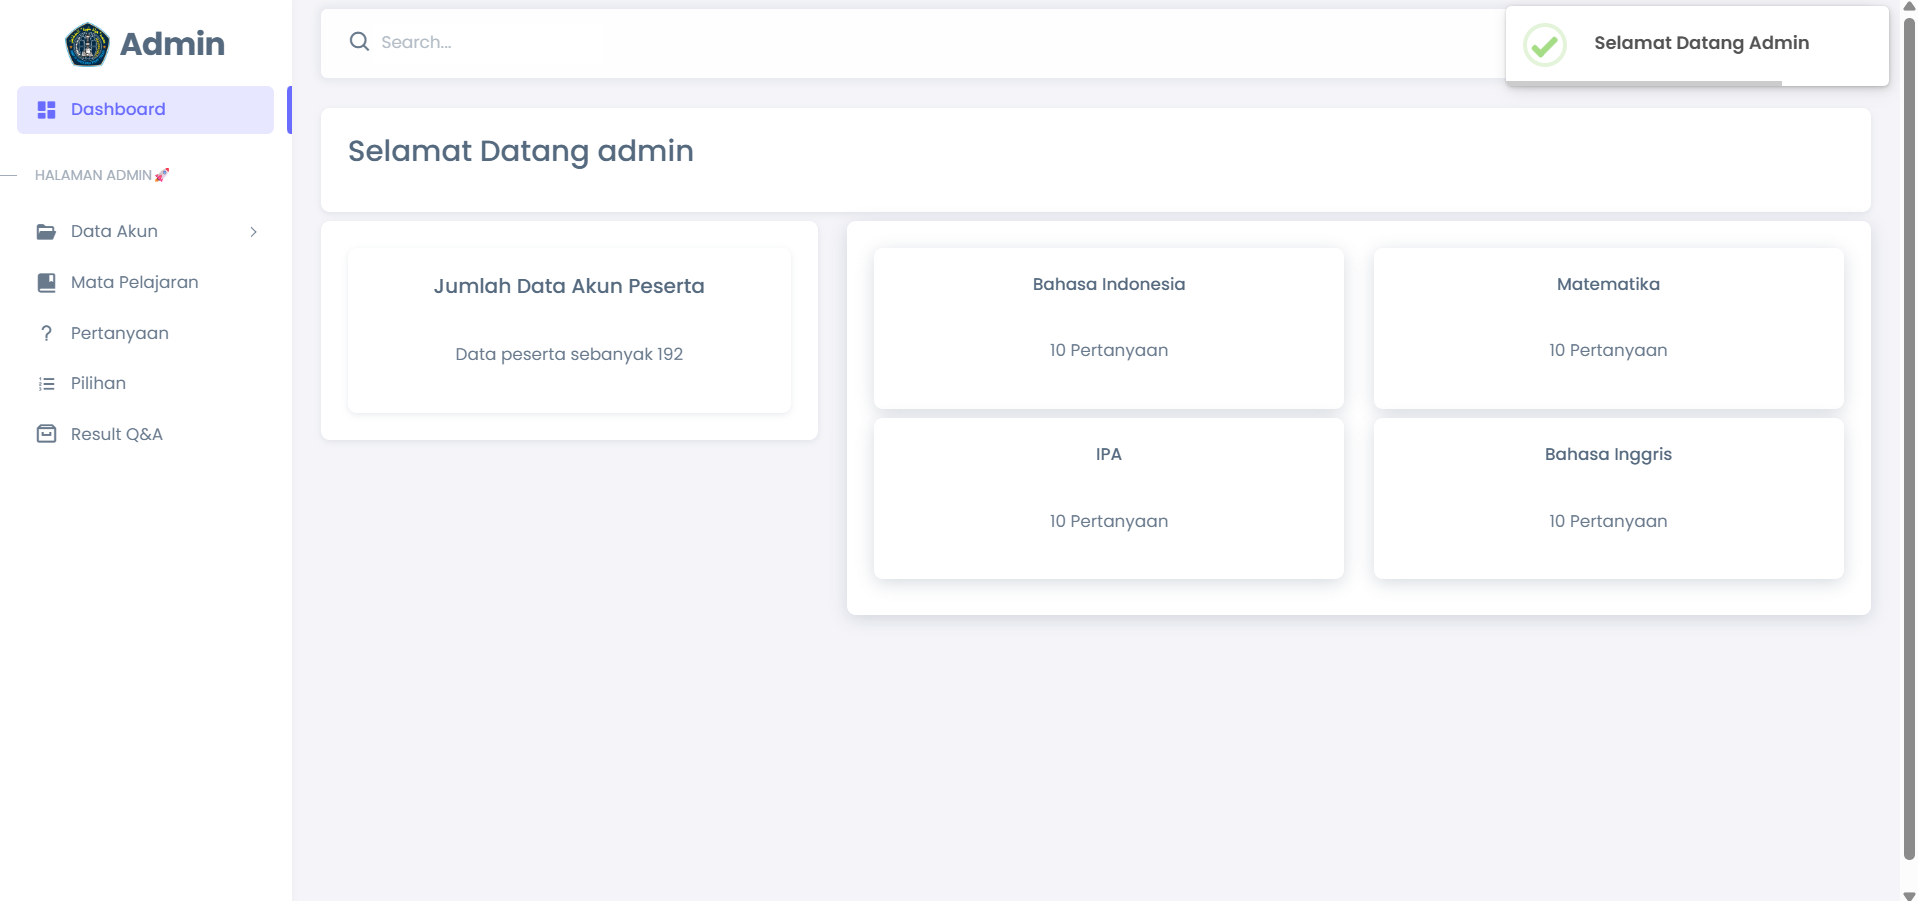 Admin
Dashboard
HALAMAN ADMIN🚀
Data Akun
Mata Pelajaran
Pertanyaan
Pilihan
Result Q&A
Search...
Selamat Datang Admin
Selamat Datang admin
Jumlah Data Akun Peserta
Data peserta sebanyak 192
Bahasa Indonesia
10 Pertanyaan
Matematika
10 Pertanyaan
IPA
10 Pertanyaan
Bahasa Inggris
10 Pertanyaan